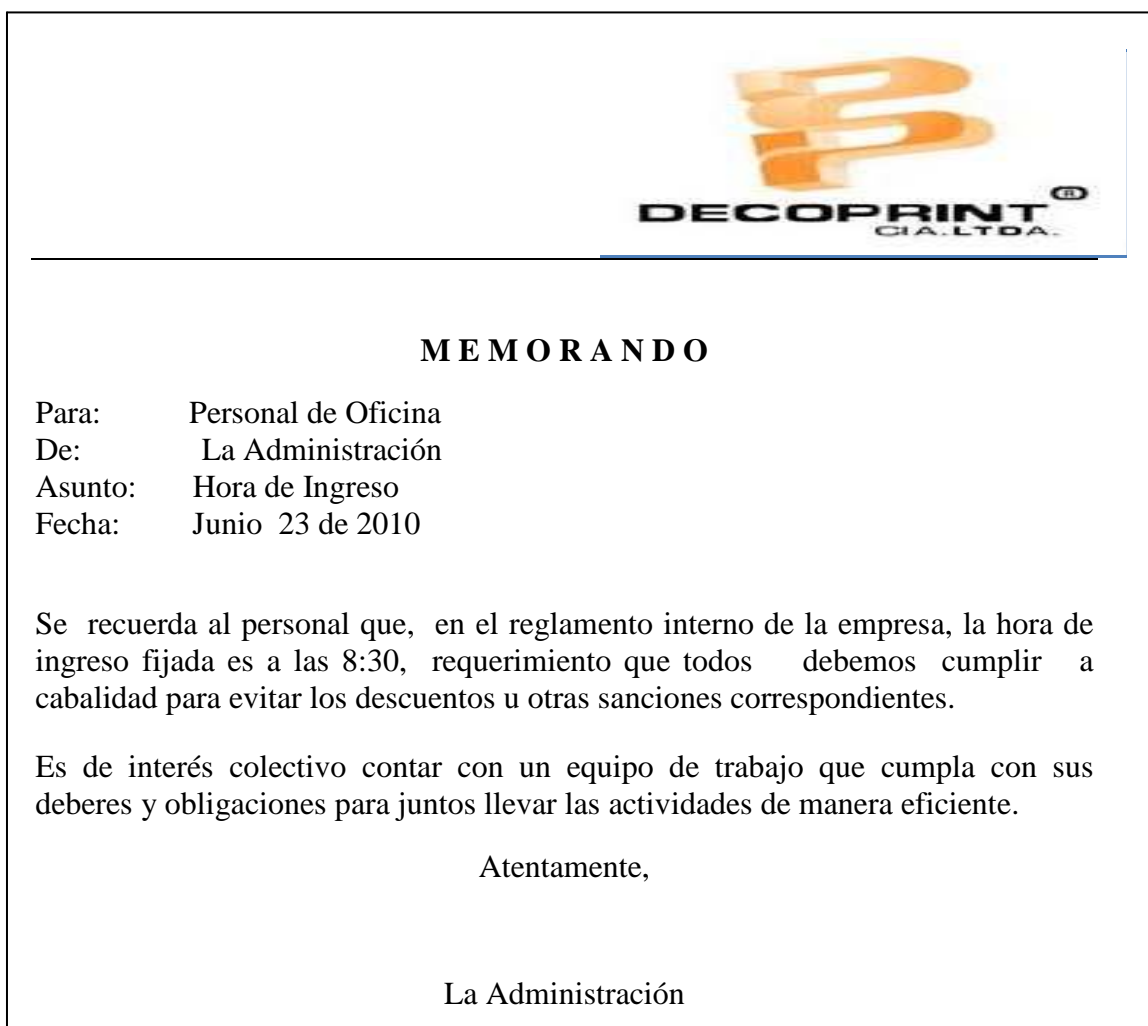 DECOPRINT ®
CIA.LTDA.
M E M O R A N D O
Para: Personal de Oficina
De: La Administración
Asunto: Hora de Ingreso
Fecha: Junio 23 de 2010
Se recuerda al personal que, en el reglamento interno de la empresa, la hora de
ingreso fijada es a las 8:30, requerimiento que todos debemos cumplir a
cabalidad para evitar los descuentos u otras sanciones correspondientes.
Es de interés colectivo contar con un equipo de trabajo que cumpla con sus
deberes y obligaciones para juntos llevar las actividades de manera eficiente.
Atentamente,
La Administración